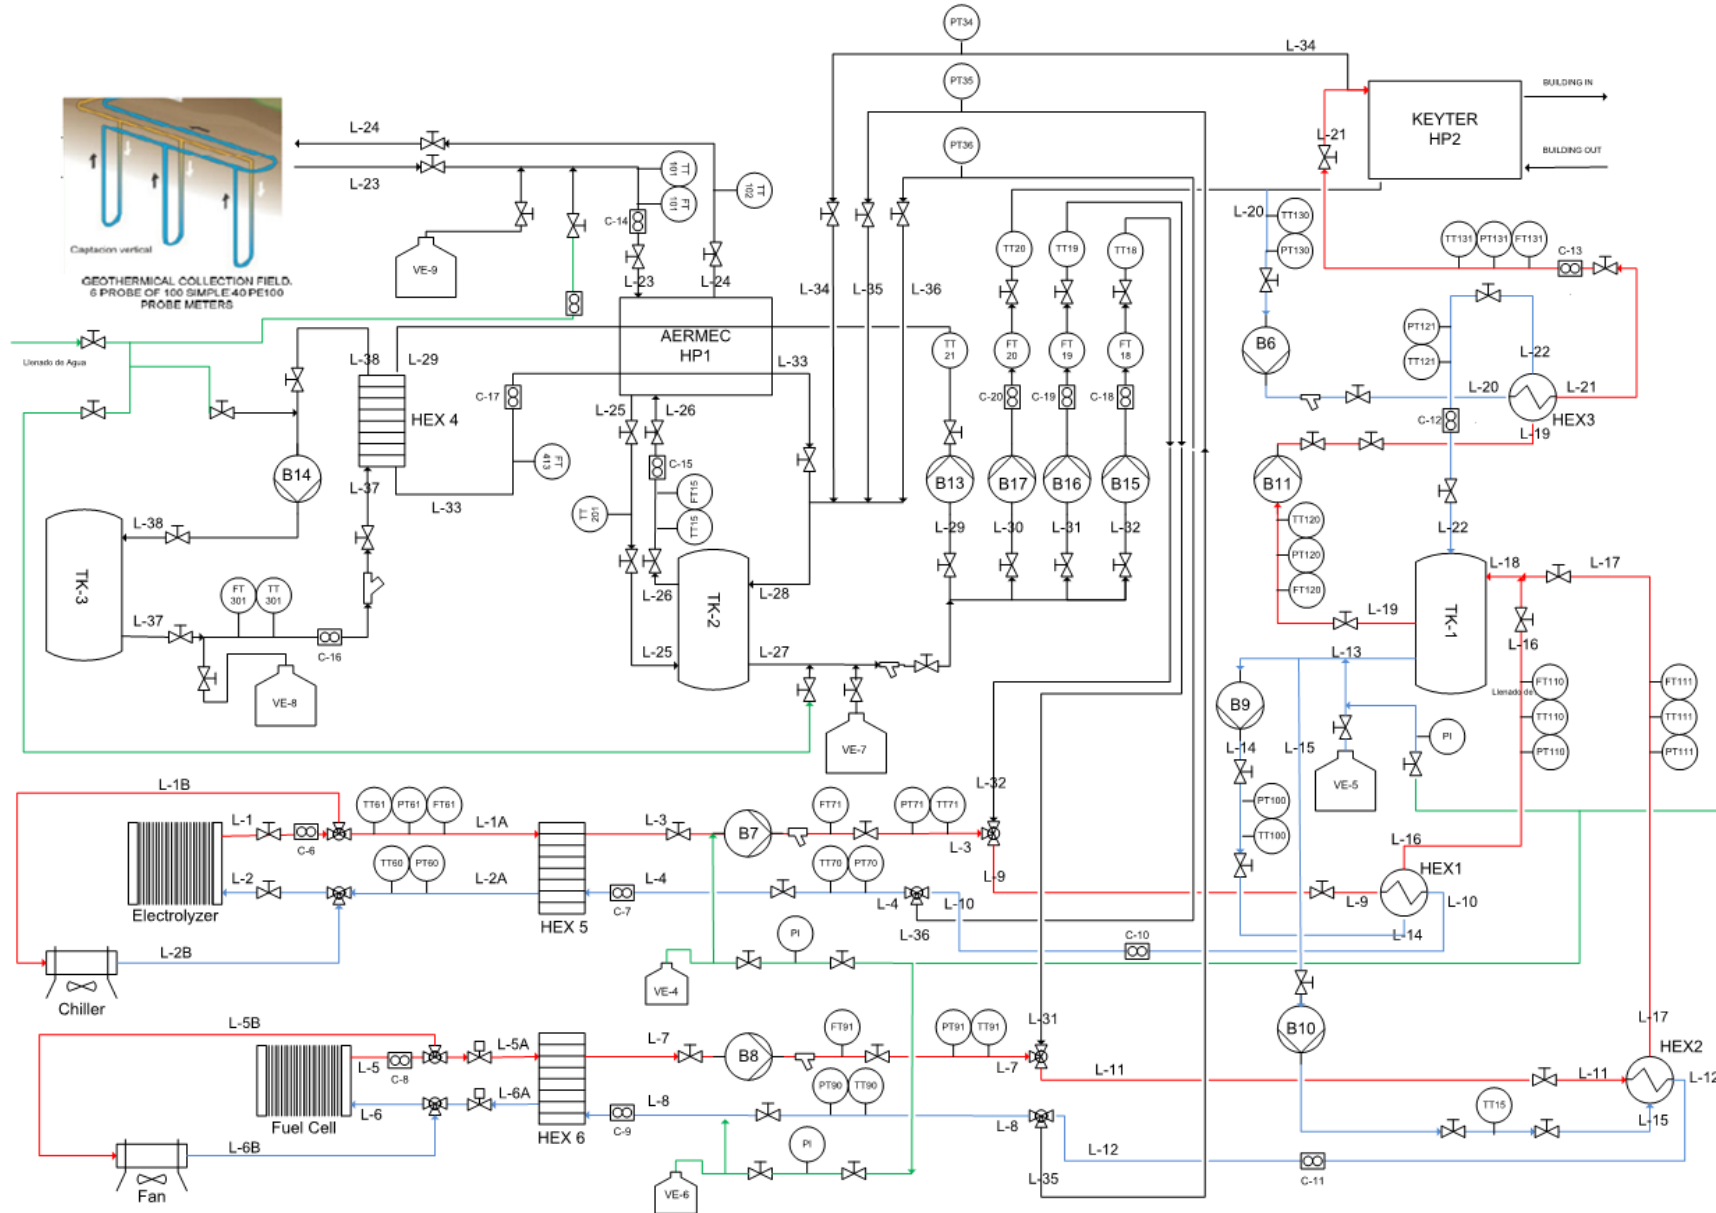 PT34
L-34
PT35
BUILDING IN
KEYTER
HP2
L-24
L-21
PT36
BUILDING OUT
TT
101
L-23
TT
102
FT
101
C-14
L-20
TT130
PT130
TT131
PT131
FT131
C-13
TT20
TT19
TT18
Captacion vertical
VE-9
GEOTHERMICAL COLLECTION FIELD.
6 PROBE OF 100 SIMPLE 40 PE100
PROBE METERS
L-23
L-24
L-34
L-35
L-36
AERMEC
HP1
PT121
TT121
B6
L-22
Llenado de Agua
L-38
L-29
L-33
TT
21
FT
20
FT
19
FT
18
L-20
L-21
HEX3
C-17
C-20
C-19
C-18
C-12
L-25
L-26
HEX 4
L-19
FT
413
C-15
B14
L-37
B13
B17
B16
B15
B11
L-33
FT15
TT
201
TT15
L-38
L-29
L-30
L-31
L-32
TT120
PT120
FT120
L-22
L-18
L-17
TK-3
FT
301
TT
301
L-26
L-28
TK-2
L-19
TK-1
L-37
C-16
L-25
L-27
L-13
L-16
VE-8
B9
Llenado de
FT110
TT110
PT110
FT111
TT111
PT111
PI
VE-7
L-14
L-15
VE-5
L-1B
L-32
L-1
C-6
TT61
PT61
FT61
L-1A
L-3
B7
FT71
PT71
TT71
L-3
PT100
TT100
L-16
HEX1
L-2
TT60
PT60
L-2A
L-4
TT70
PT70
L-4
L-10
L-9
L-9
L-10
Electrolyzer
HEX 5
C-7
L-36
L-14
L-2B
PI
C-10
Chiller
VE-4
L-5B
L-31
L-17
L-5
C-8
L-5A
L-7
B8
FT91
PT91
TT91
L-7
B10
HEX2
L-11
L-11
L-12
L-6
L-6A
L-8
PT90
TT90
L-8
TT15
L-15
Fuel Cell
HEX 6
C-9
L-6B
PI
L-12
L-35
C-11
Fan
VE-6